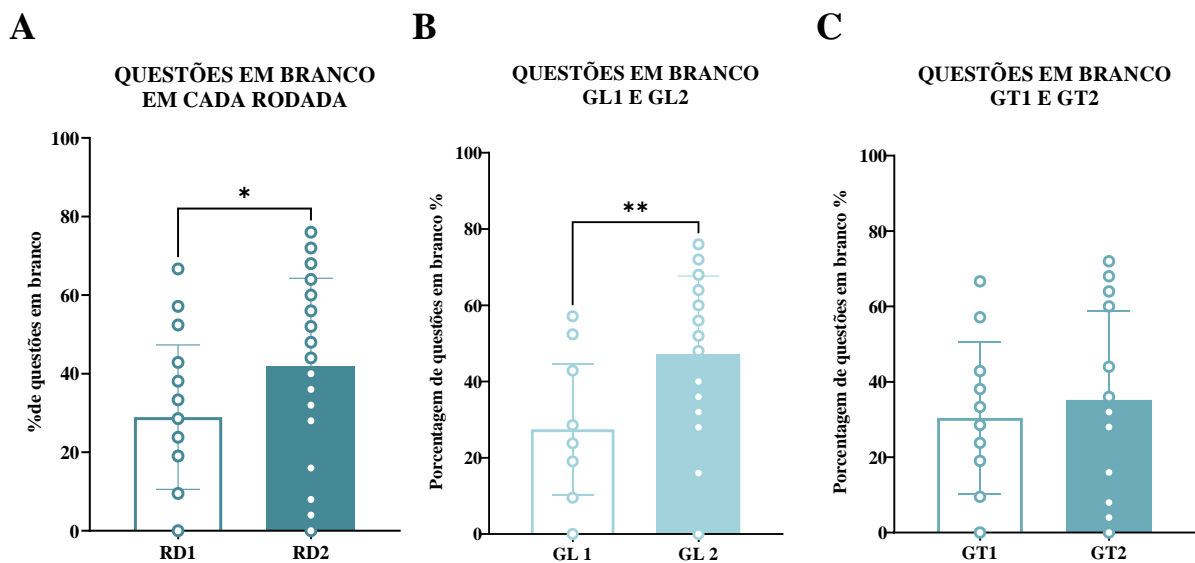 A
QUESTÕES EM BRANCO
EM CADA RODADA
%de questões em branco
100
80
60
40
20
0
*
RD1
RD2
B
QUESTÕES EM BRANCO
GL1 E GL2
Porcentagem de questões em branco %
100
80
60
40
20
0
**
GL 1
GL 2
C
QUESTÕES EM BRANCO
GT1 E GT2
Porcentagem de questões em branco %
100
80
60
40
20
0
GT1
GT2